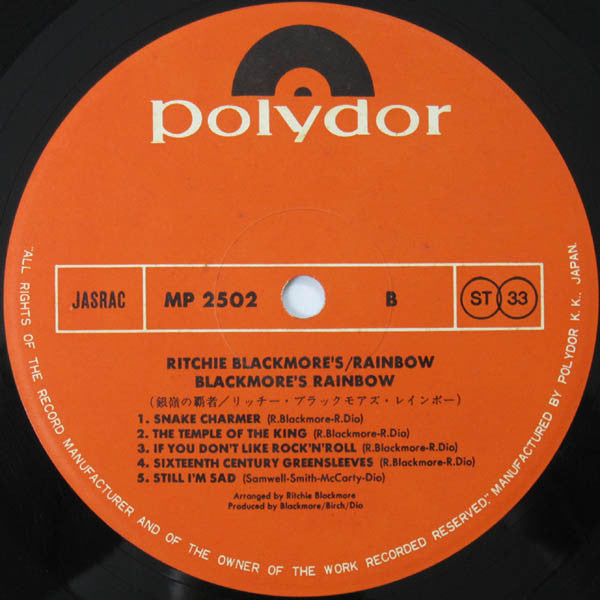 polydor
JASRAC MP 2502 B ST 33
RITCHIE BLACKMORE'S/RAINBOW
BLACKMORE'S RAINBOW
(銀嶺の覇者/リッチー・ブラックモアズ・レインボー)
1. SNAKE CHARMER (R.Blackmore-R.Dio)
2. THE TEMPLE OF THE KING (R.Blackmore-R.Dio)
3. IF YOU DON'T LIKE ROCK'N'ROLL (R.Blackmore-R.Dio)
4. SIXTEENTH CENTURY GREENSLEEVES (R.Blackmore-R.Dio)
5. STILL I'M SAD (Samwell-Smith-McCarty-Dio)
Arranged by Ritchie Blackmore
Produced by Blackmore/Birch/Dio
"ALL RIGHTS OF THE RECORD MANUFACTURER AND OF THE OWNER OF THE WORK RECORDED RESERVED." MANUFACTURED BY POLYDOR K.K., JAPAN.